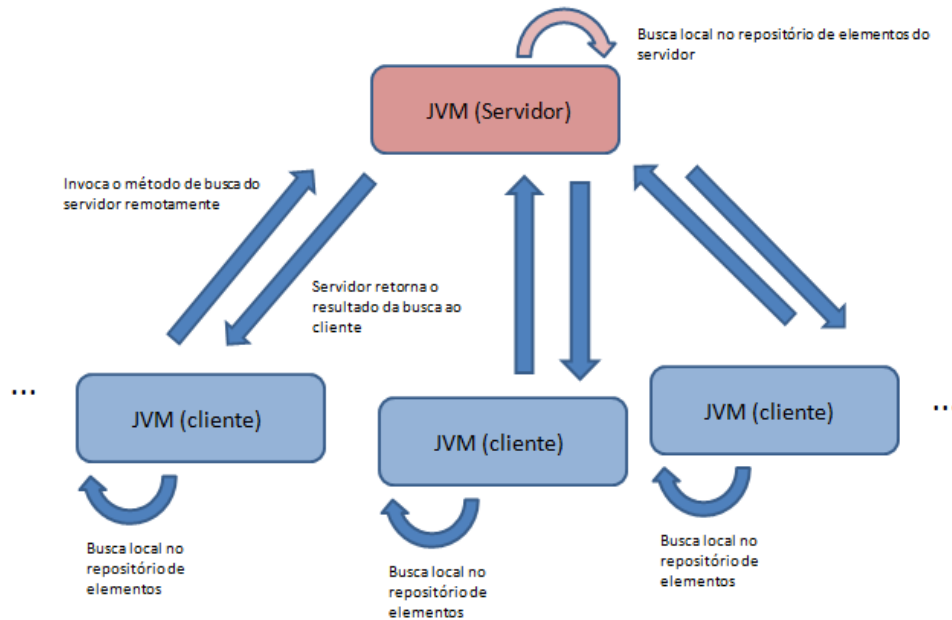 Busca local no repositório de elementos do
servidor
JVM (Servidor)
Invoca o método de busca do
servidor remotamente
Servidor retorna o
resultado da busca ao
cliente
...
JVM (cliente)
JVM (cliente)
JVM (cliente)
...
Busca local no
repositório de
elementos
Busca local no
repositório de
elementos
Busca local no
repositório de
elementos